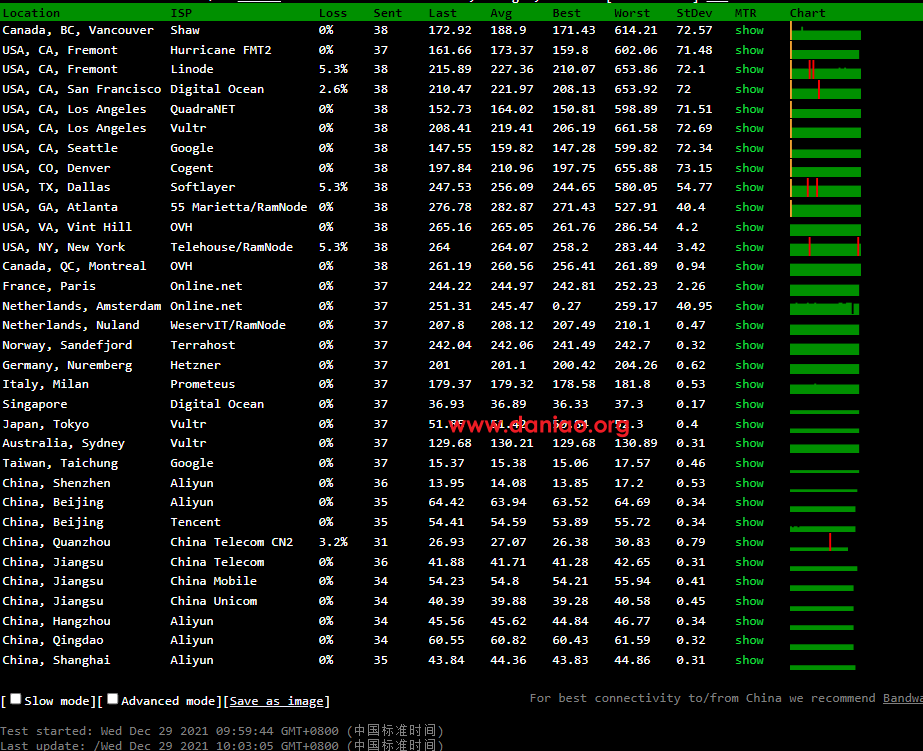 Location ISP Loss Sent Last Avg Best Worst StDev MTR Chart
Canada, BC, Vancouver Shaw 0% 38 172.92 188.9 171.43 614.21 72.57 show
USA, CA, Fremont Hurricane FMT2 0% 37 161.66 173.37 159.8 602.06 71.48 show
USA, CA, Fremont Linode 5.3% 38 215.89 227.36 210.07 653.86 72.1 show
USA, CA, San Francisco Digital Ocean 2.6% 38 210.47 221.97 208.13 653.92 72 show
USA, CA, Los Angeles QuadraNET 0% 38 152.73 164.02 150.81 598.89 71.51 show
USA, CA, Los Angeles Vultr 0% 38 208.41 219.41 206.19 661.58 72.69 show
USA, CA, Seattle Google 0% 38 147.55 159.82 147.28 599.82 72.34 show
USA, CO, Denver Cogent 0% 38 197.84 210.96 197.75 655.88 73.15 show
USA, TX, Dallas Softlayer 5.3% 38 247.53 256.09 244.65 580.05 54.77 show
USA, GA, Atlanta 55 Marietta/RamNode 0% 38 276.78 282.87 271.43 527.91 40.4 show
USA, VA, Vint Hill OVH 0% 38 265.16 265.05 261.76 286.54 4.2 show
USA, NY, New York Telehouse/RamNode 5.3% 38 264 264.07 258.2 283.44 3.42 show
Canada, QC, Montreal OVH 0% 38 261.19 260.56 256.41 261.89 0.94 show
France, Paris Online.net 0% 37 244.22 244.97 242.81 252.23 2.26 show
Netherlands, Amsterdam Online.net 0% 37 251.31 245.47 0.27 259.17 40.95 show
Netherlands, Nuland WeservIT/RamNode 0% 37 207.8 208.12 207.49 210.1 0.47 show
Norway, Sandefjord Terrahost 0% 37 242.04 242.06 241.49 242.7 0.32 show
Germany, Nuremberg Hetzner 0% 37 201 201.1 200.42 204.26 0.62 show
Italy, Milan Prometeus 0% 37 179.37 179.32 178.58 181.8 0.53 show
Singapore Digital Ocean 0% 37 36.93 36.89 36.33 37.3 0.17 show
Japan, Tokyo Vultr 0% 37 0.4 show
www.daniao.org
Australia, Sydney Vultr 0% 37 129.68 130.21 129.68 130.89 0.31 show
Taiwan, Taichung Google 0% 37 15.37 15.38 15.06 17.57 0.46 show
China, Shenzhen Aliyun 0% 36 13.95 14.08 13.85 17.2 0.53 show
China, Beijing Aliyun 0% 35 64.42 63.94 63.52 64.69 0.34 show
China, Beijing Tencent 0% 35 54.41 54.59 53.89 55.72 0.34 show
China, Quanzhou China Telecom CN2 3.2% 31 26.93 27.07 26.38 30.83 0.79 show
China, Jiangsu China Telecom 0% 36 41.88 41.71 41.28 42.65 0.31 show
China, Jiangsu China Mobile 0% 34 54.23 54.8 54.21 55.94 0.41 show
China, Jiangsu China Unicom 0% 34 40.39 39.88 39.28 40.58 0.45 show
China, Hangzhou Aliyun 0% 34 45.56 45.62 44.84 46.77 0.34 show
China, Qingdao Aliyun 0% 34 60.55 60.82 60.43 61.59 0.32 show
China, Shanghai Aliyun 0% 35 43.84 44.36 43.83 44.86 0.31 show
[Slow mode][Advanced mode][Save as image]
For best connectivity to/from China we recommend Bandwa
Test started: Wed Dec 29 2021 09:59:44 GMT+0800 (中国标准时间)
Last update: /Wed Dec 29 2021 10:03:05 GMT+0800 (中国标准时间)